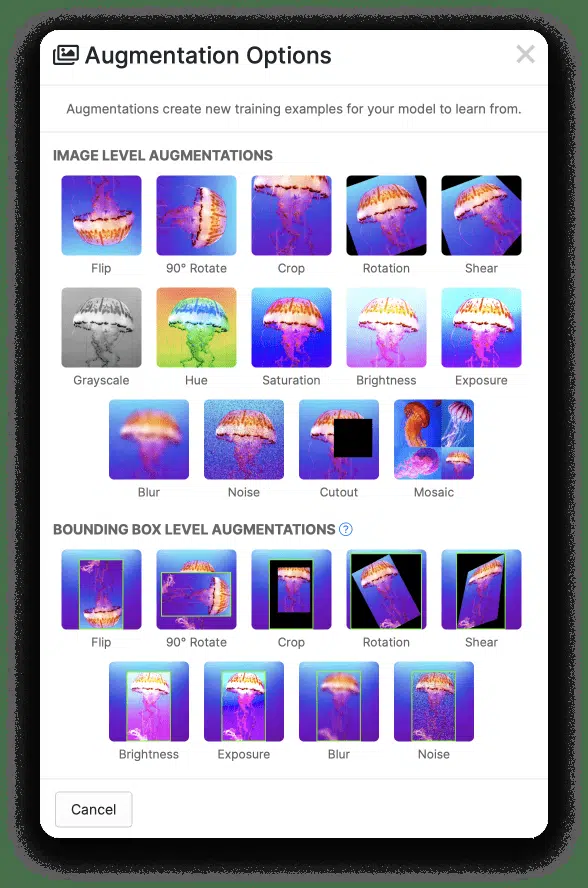 Augmentation Options
Augmentations create new training examples for your model to learn from.
IMAGE LEVEL AUGMENTATIONS
Flip 90° Rotate Crop Rotation Shear
Grayscale Hue Saturation Brightness Exposure
Blur Noise Cutout Mosaic
BOUNDING BOX LEVEL AUGMENTATIONS ?
Flip 90° Rotate Crop Rotation Shear
Brightness Exposure Blur Noise
Cancel